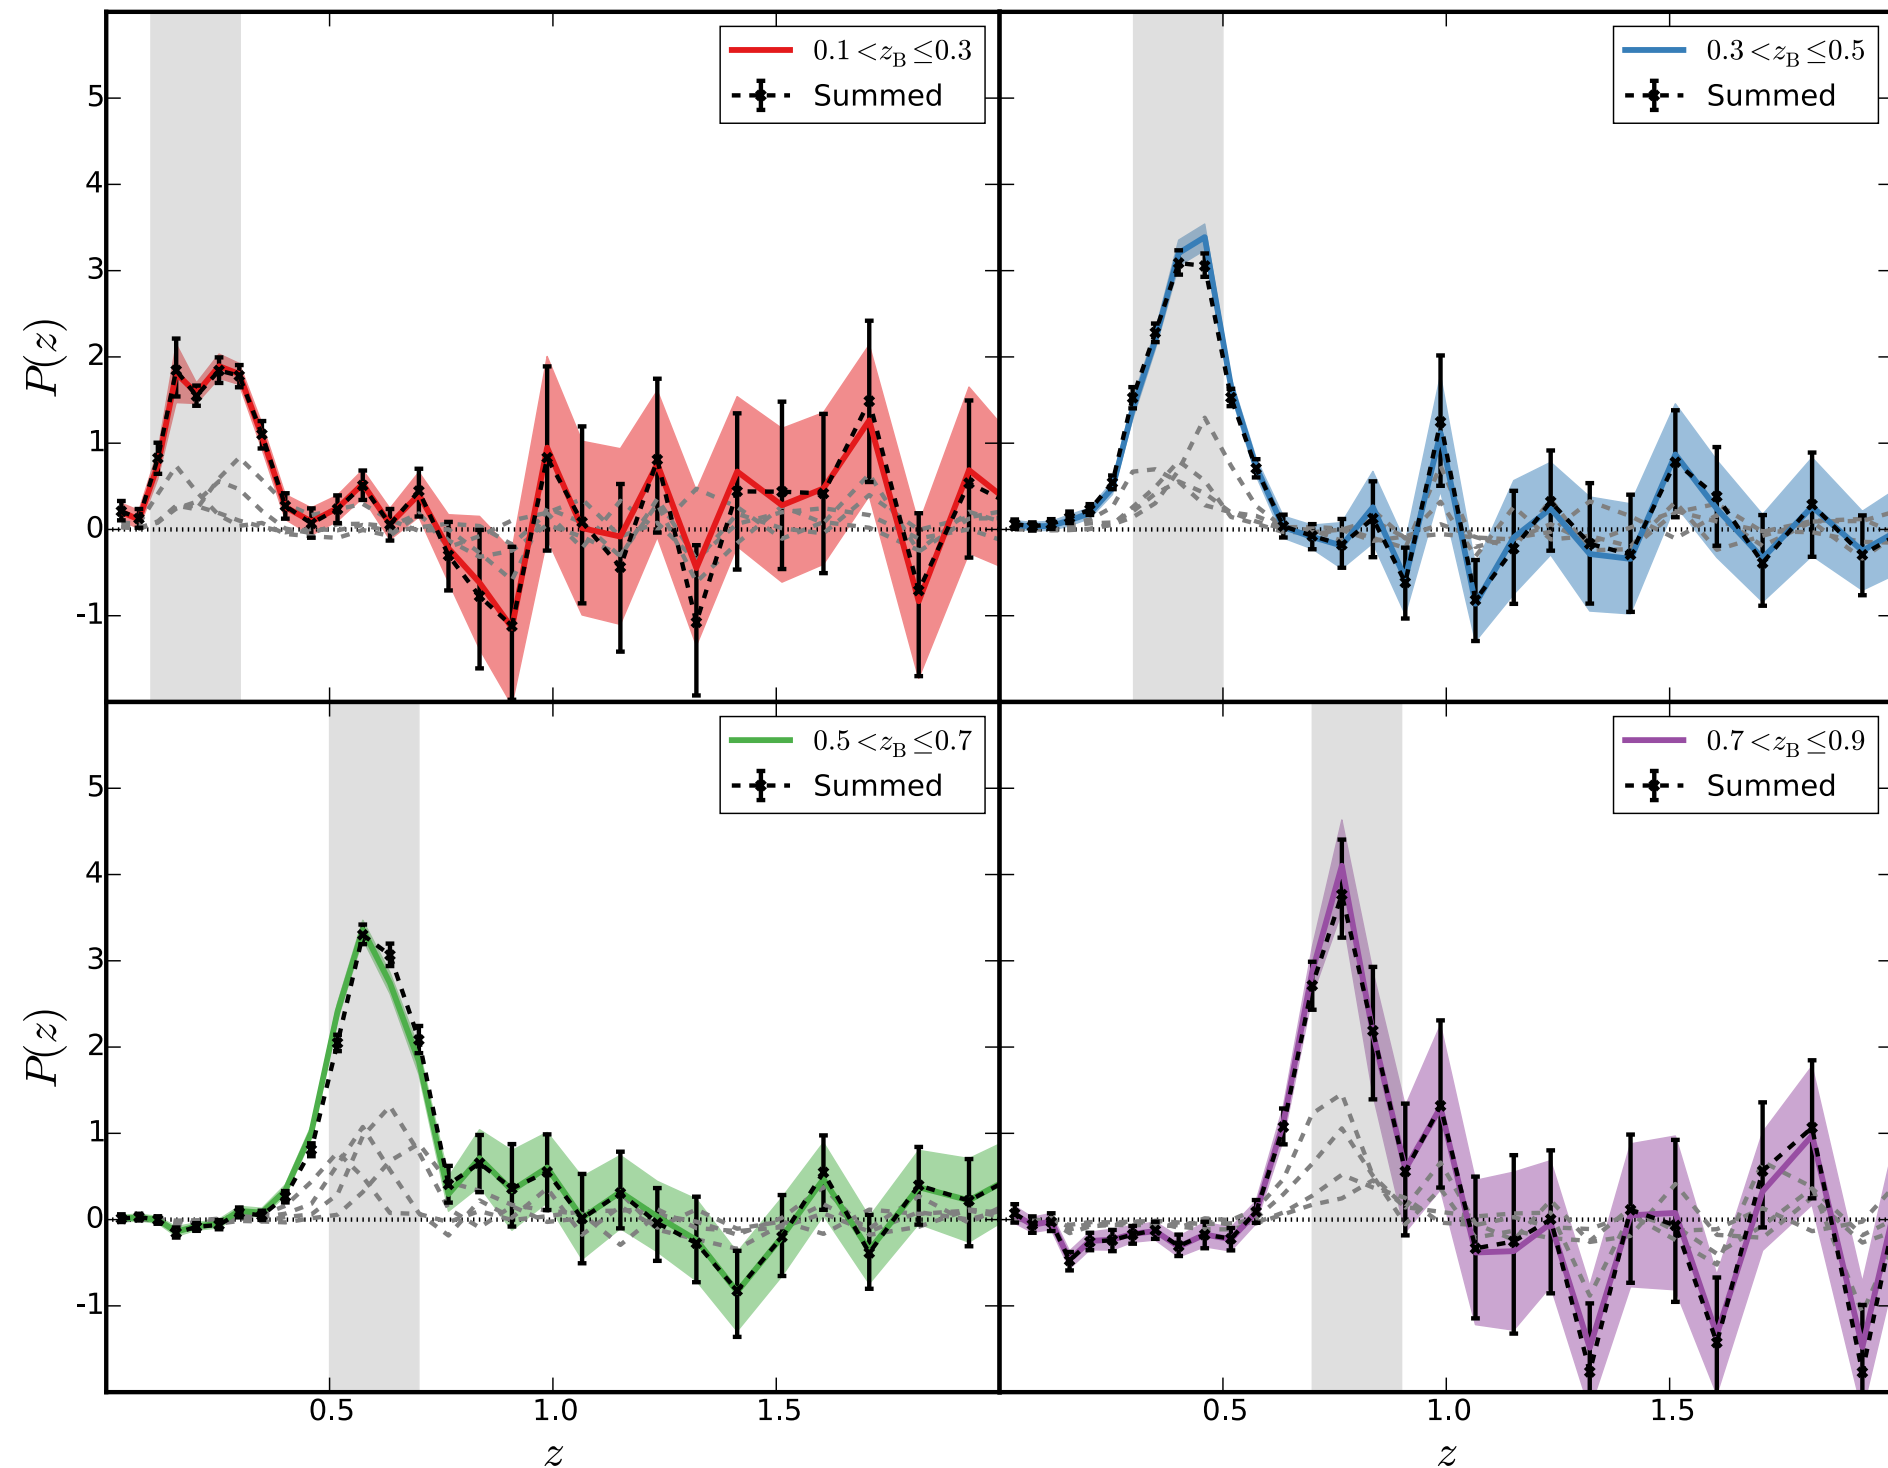 0.1 < z_B ≤ 0.3
Summed
0.3 < z_B ≤ 0.5
Summed
5
4
3
2
1
0
-1
P(z)
0.5 < z_B ≤ 0.7
Summed
0.7 < z_B ≤ 0.9
Summed
5
4
3
2
1
0
-1
P(z)
0.5 1.0 1.5
0.5 1.0 1.5
z
z